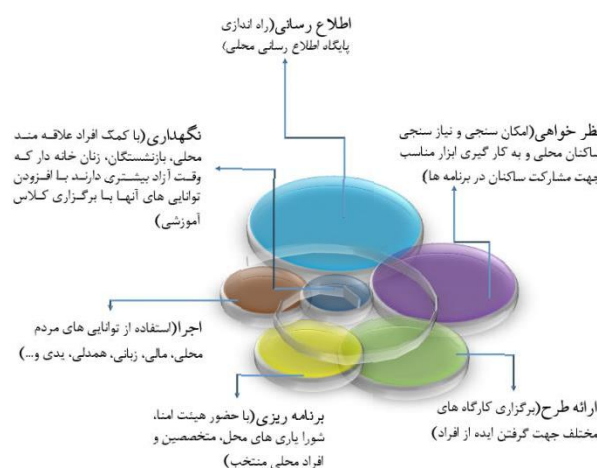 اطلاع رسانی(راه اندازی
پایگاه اطلاع رسانی محلی)
نظر خواهی(امکان سنجی و نیاز سنجی
ساکنان محلی و به کار گیری ابزار مناسب
جهت مشارکت ساکنان در برنامه ها)
نگهداری(با کمک افراد علاقه مند
محلی، بازنشستگان، زنان خانه دار که
وقت آزاد بیشتری دارند با افزودن
توانایی های آنها با برگزاری کلاس
آموزشی(
اجرا(استفاده از توانایی های مردم
محلی، مالی، زبانی، همدلی، یدی و...)
ارائه طرح(برگزاری کارگاه های
مختلف جهت گرفتن ایده از افراد)
برنامه ریزی(با حضور هیئت امنا،
شورا یاری های محل، متخصصین و
افراد محلی منتخب)